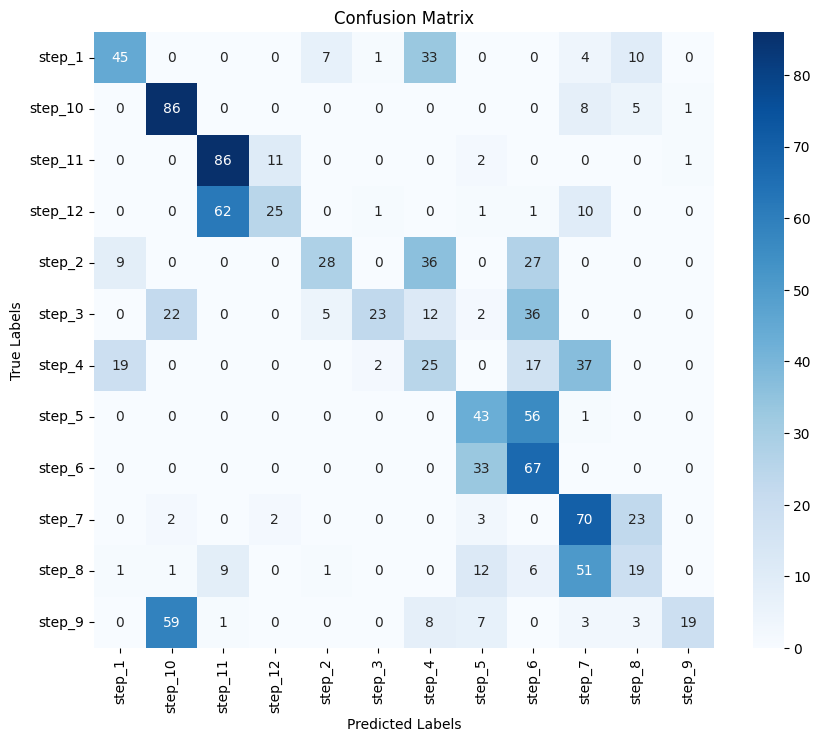 Confusion Matrix
step_1 45 0 0 0 7 1 33 0 0 4 10 0
step_10 0 86 0 0 0 0 0 0 0 8 5 1
step_11 0 0 86 11 0 0 0 2 0 0 0 1
step_12 0 0 62 25 0 1 0 1 1 10 0 0
step_2 9 0 0 0 28 0 36 0 27 0 0 0
step_3 0 22 0 0 5 23 12 2 36 0 0 0
step_4 19 0 0 0 0 2 25 0 17 37 0 0
step_5 0 0 0 0 0 0 0 43 56 1 0 0
step_6 0 0 0 0 0 0 0 33 67 0 0 0
step_7 0 2 0 2 0 0 0 3 0 70 23 0
step_8 1 1 9 0 1 0 0 12 6 51 19 0
step_9 0 59 1 0 0 0 8 7 0 3 3 19
step_1 step_10 step_11 step_12 step_2 step_3 step_4 step_5 step_6 step_7 step_8 step_9
Predicted Labels
True Labels
80
70
60
50
40
30
20
10
0